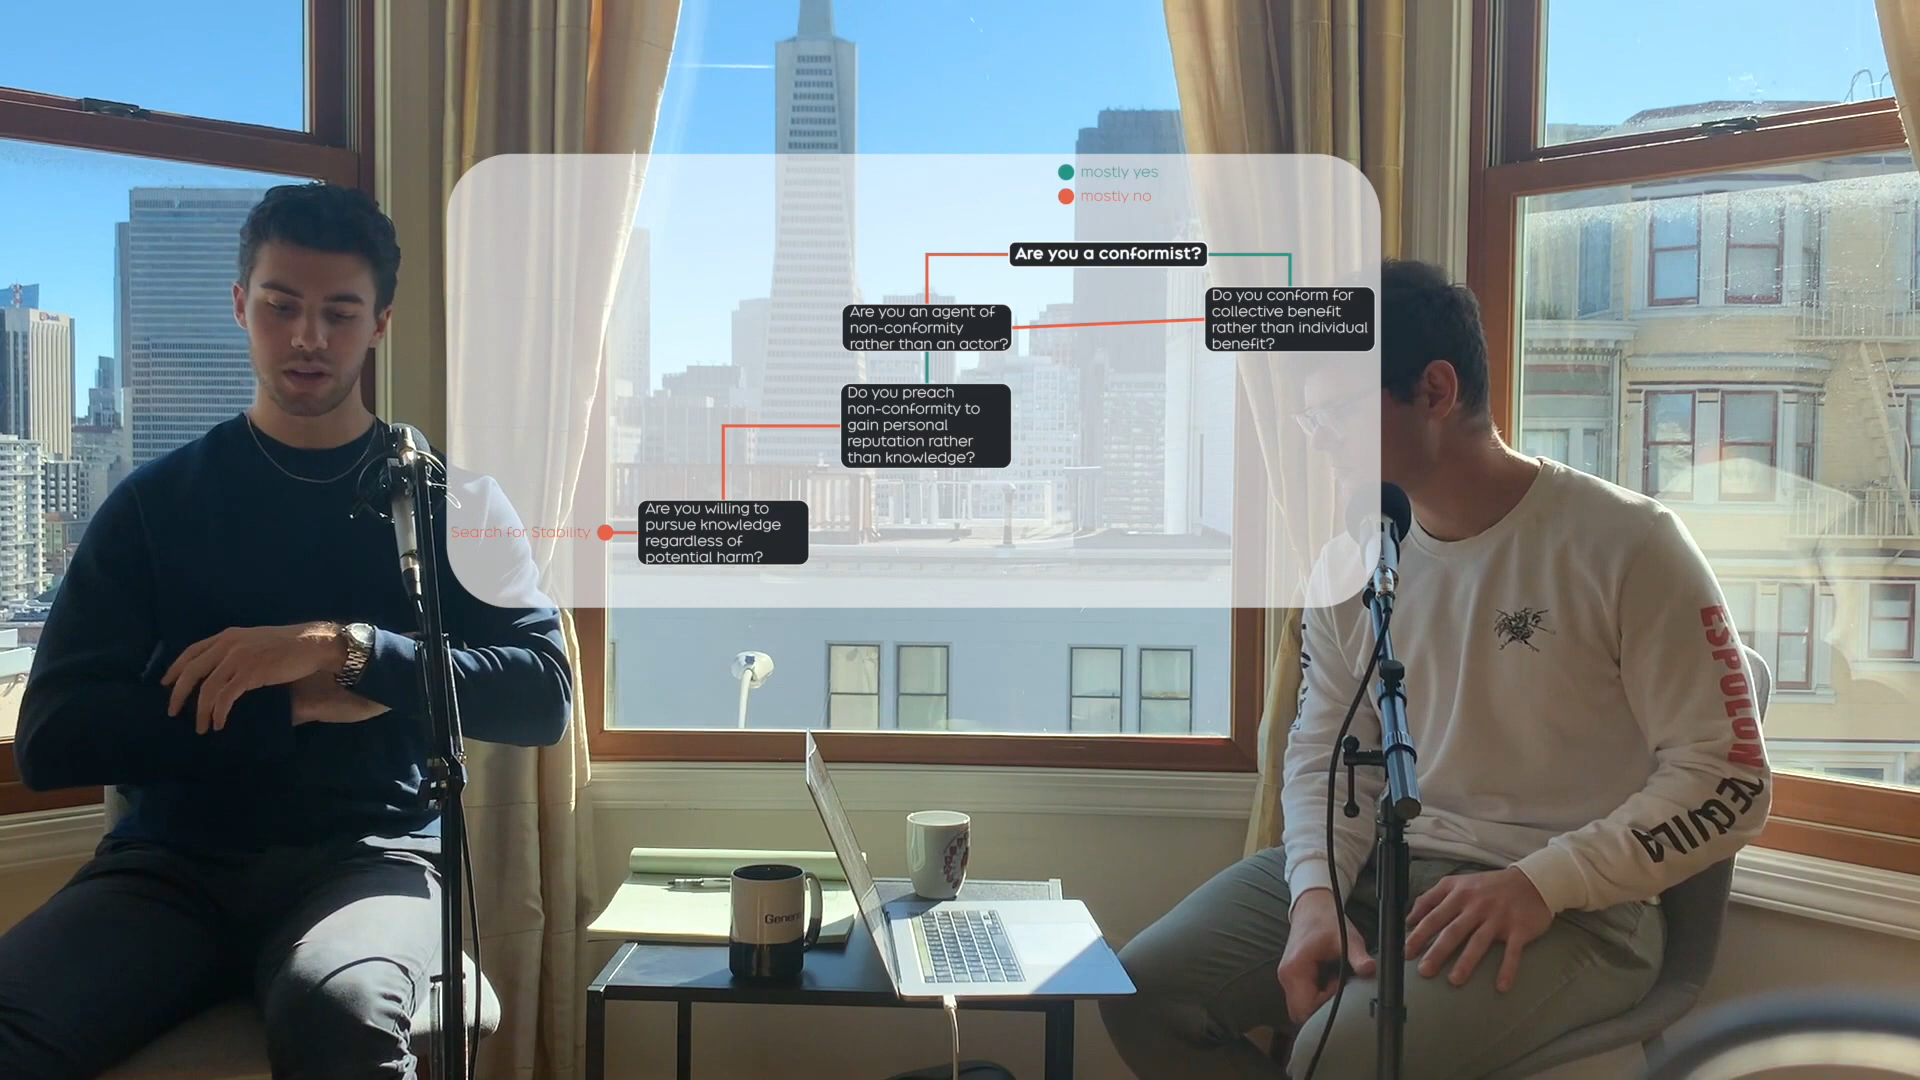 mostly yes
mostly no
Are you a conformist?
Do you conform for
collective benefit
rather than individual
benefit?
Are you an agent of
non-conformity
rather than an actor?
Do you preach
non-conformity to
gain personal
reputation rather
than knowledge?
Are you willing to
pursue knowledge
regardless of
potential harm?
Search for Stability
ESPOLON
TEQUILA